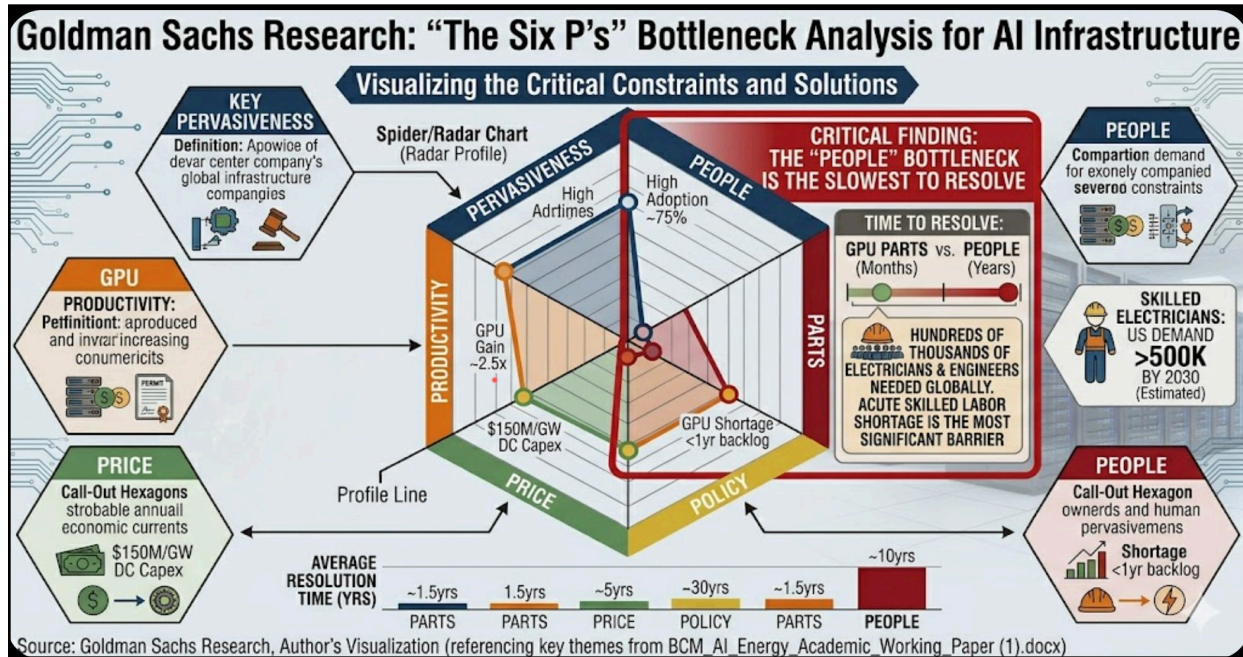 Goldman Sachs Research: “The Six P's” Bottleneck Analysis for AI Infrastructure
Visualizing the Critical Constraints and Solutions
KEY
PERVASIVENESS
Definition: Apowioe of
devar center company's
global infrastructure
compangies
GPU
PRODUCTIVITY:
aproduced
increasing
conumericits
PERMIT
PRICE
Call-Out Hexagons
strobable annuail
economic currents
$150M/GW
DC Capex
Spider/Radar Chart
(Radar Profile)
PERVASIVENESS
PEOPLE
PARTS
POLICY
PRICE
PRODUCTIVITY
High
High
Adoption
~75%
GPU
Gain
~2.5x
$150M/GW
DC Capex
GPU Shortage
<1yr backlog
Profile Line
CRITICAL FINDING:
THE “PEOPLE” BOTTLENECK
IS THE SLOWEST TO RESOLVE
TIME TO RESOLVE:
GPU PARTS vs. PEOPLE
(Months) (Years)
HUNDREDS OF
THOUSANDS OF
ELECTRICIANS & ENGINEERS
NEEDED GLOBALLY.
ACUTE SKILLED LABOR
SHORTAGE IS THE MOST
SIGNIFICANT BARRIER
PEOPLE
Compartion demand
for exonely companied
severoo constraints
SKILLED
ELECTRICIANS:
US DEMAND
>500K
BY 2030
(Estimated)
PEOPLE
Call-Out Hexagon
ownerds and human
pervasivemens
Shortage
<1yr backlog
AVERAGE
RESOLUTION
TIME (YRS)
~1.5yrs 1.5yrs ~5yrs ~30yrs ~1.5yrs ~10yrs
PARTS PARTS PRICE POLICY PARTS PEOPLE
Source: Goldman Sachs Research, Author's Visualization (referencing key themes from BCM_AI_Energy_Academic_Working_Paper (1).docx)